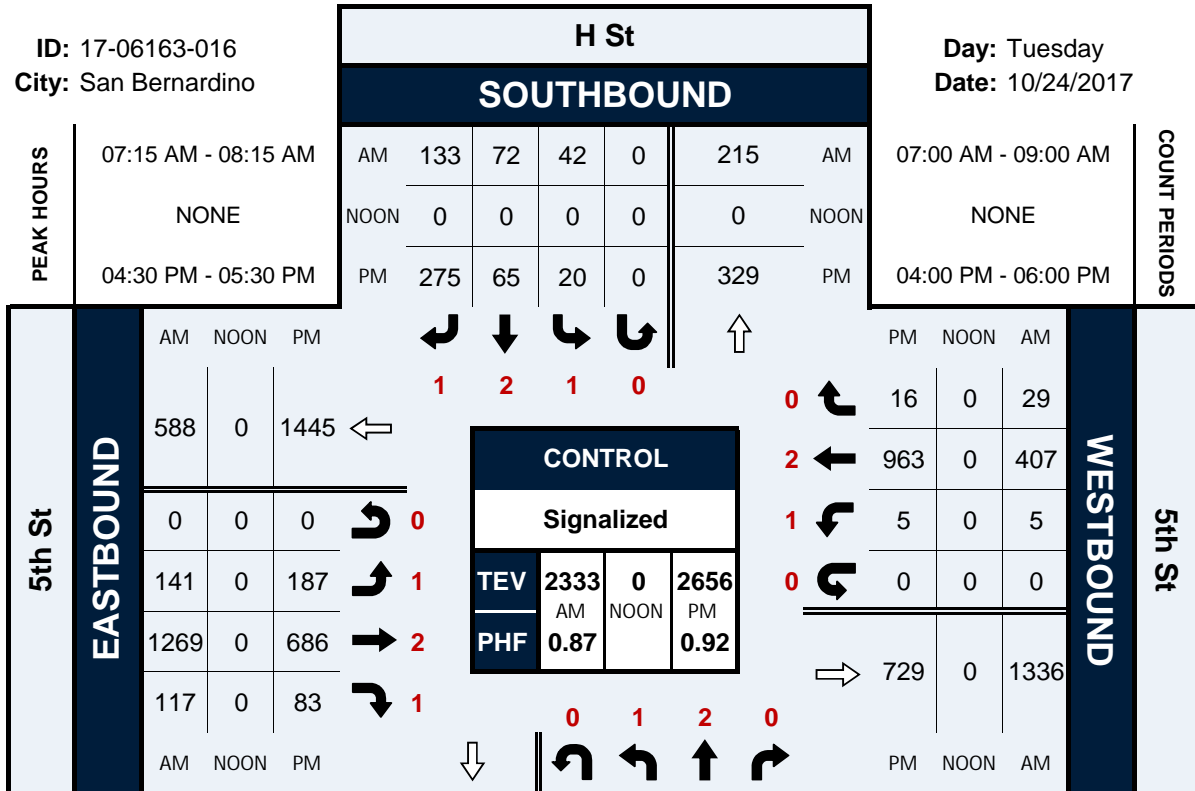 H St
ID: 17-06163-016
City: San Bernardino
Day: Tuesday
Date: 10/24/2017
SOUTHBOUND
PEAK HOURS
07:15 AM - 08:15 AM
NONE
04:30 PM - 05:30 PM
AM 133 72 42 0 215 AM
NOON 0 0 0 0 0 NOON
PM 275 65 20 0 329 PM
07:00 AM - 09:00 AM
NONE
04:00 PM - 06:00 PM
COUNT PERIODS
1 2 1 0
5th St
EASTBOUND
AM NOON PM
588 0 1445
0 0 0 0
141 0 187 1
1269 0 686 2
117 0 83 1
AM NOON PM
CONTROL
Signalized
TEV 2333 0 2656
AM NOON PM
PHF 0.87 0.92
PM NOON AM
0 16 0 29
2 963 0 407
1 5 0 5
0 0 0 0
729 0 1336
PM NOON AM
WESTBOUND
5th St
0 1 2 0